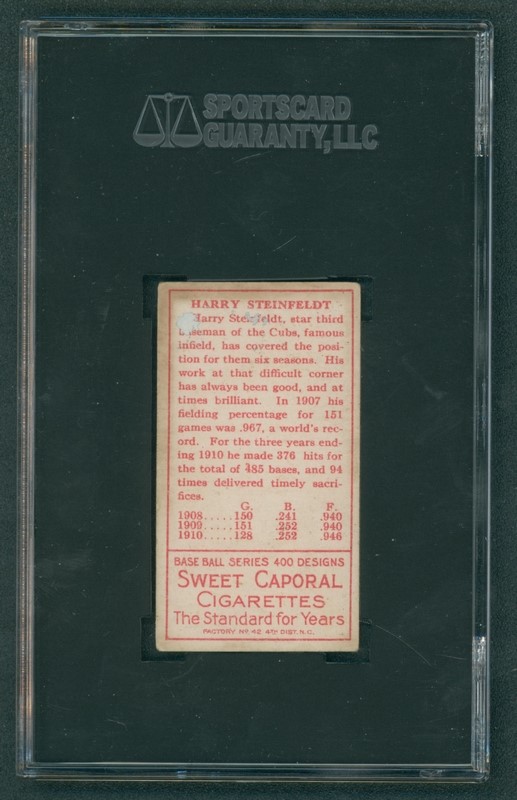 SPORTSCARD
GUARANTY, LLC
HARRY STEINFELDT
Harry Steinfeldt, star third
baseman of the Cubs, famous
infield, has covered the posi-
tion for them six seasons. His
work at that difficult corner
has always been good, and at
times brilliant. In 1907 his
fielding percentage for 151
games was .967, a world's rec-
ord. For the three years end-
ing 1910 he made 376 hits for
the total of 485 bases, and 94
times delivered timely sacri-
fices.
G. B. F.
1908.....150 .241 .940
1909.....151 .252 .940
1910.....128 .252 .946
BASE BALL SERIES 400 DESIGNS
SWEET CAPORAL
CIGARETTES
The Standard for Years
FACTORY No 42 4TH DIST. N.C.